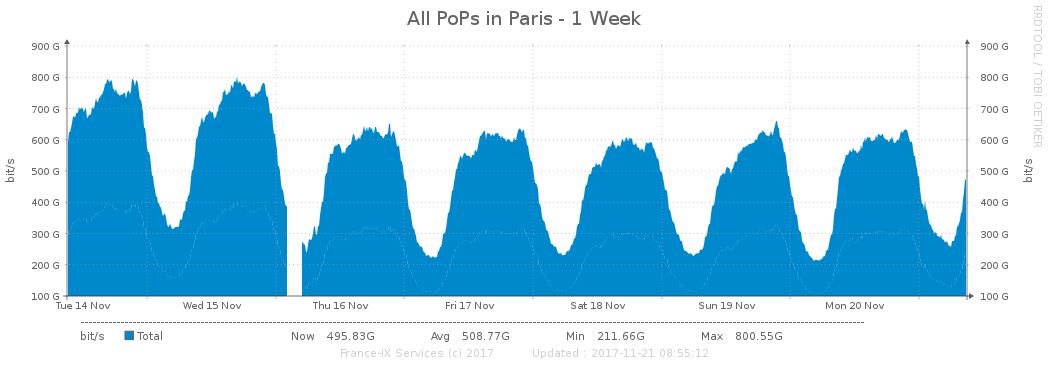 All PoPs in Paris - 1 Week
RRDTOOL / TOBI OETIKER
900 G 900 G
800 G 800 G
700 G 700 G
600 G 600 G
500 G 500 G
400 G 400 G
300 G 300 G
200 G 200 G
100 G 100 G
bit/s
bit/s
Tue 14 Nov Wed 15 Nov Thu 16 Nov Fri 17 Nov Sat 18 Nov Sun 19 Nov Mon 20 Nov
bit/s Total Now 495.83G Avg 508.77G Min 211.66G Max 800.55G
France-IX Services (c) 2017 Updated : 2017-11-21 08:55:12